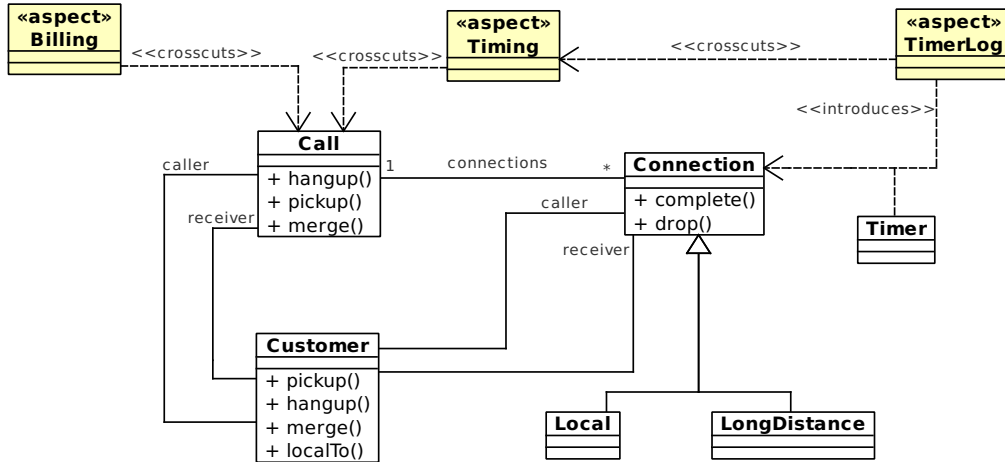 «aspect»
Billing
«aspect»
Timing
«aspect»
TimerLog
<<crosscuts>>
<<crosscuts>>
<<crosscuts>>
<<introduces>>
Call
+ hangup()
+ pickup()
+ merge()
caller
receiver
1
connections
*
Connection
+ complete()
+ drop()
caller
receiver
Timer
Customer
+ pickup()
+ hangup()
+ merge()
+ localTo()
Local
LongDistance